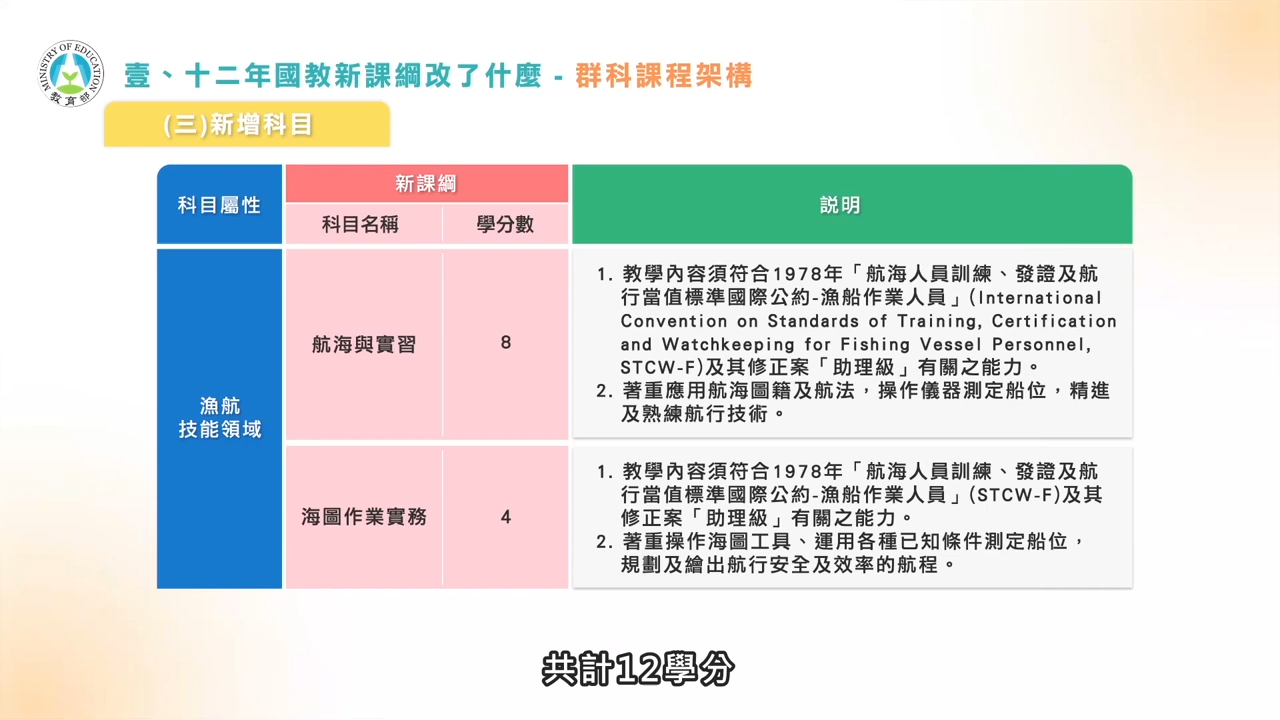 MINISTRY OF EDUCATION
教育部
壹、十二年國教新課綱改了什麼 - 群科課程架構
(三)新增科目
科目屬性
新課綱
說明
科目名稱
學分數
漁航
技能領域
航海與實習
8
1. 教學內容須符合1978年「航海人員訓練、發證及航
行當值標準國際公約-漁船作業人員」(International
Convention on Standards of Training, Certification
and Watchkeeping for Fishing Vessel Personnel,
STCW-F)及其修正案「助理級」有關之能力。
2. 著重應用航海圖籍及航法，操作儀器測定船位，精進
及熟練航行技術。
海圖作業實務
4
1. 教學內容須符合1978年「航海人員訓練、發證及航
行當值標準國際公約-漁船作業人員」(STCW-F)及其
修正案「助理級」有關之能力。
2. 著重操作海圖工具、運用各種已知條件測定船位，
規劃及繪出航行安全及效率的航程。
共計12學分